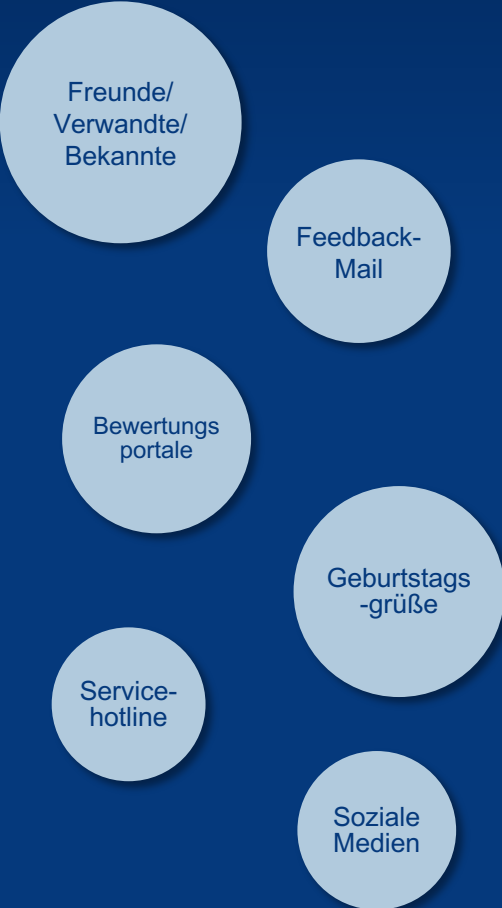 Freunde/
Verwandte/
Bekannte
Feedback-
Mail
Bewertungs
portale
Geburtstags
-grüße
Service-
hotline
Soziale
Medien